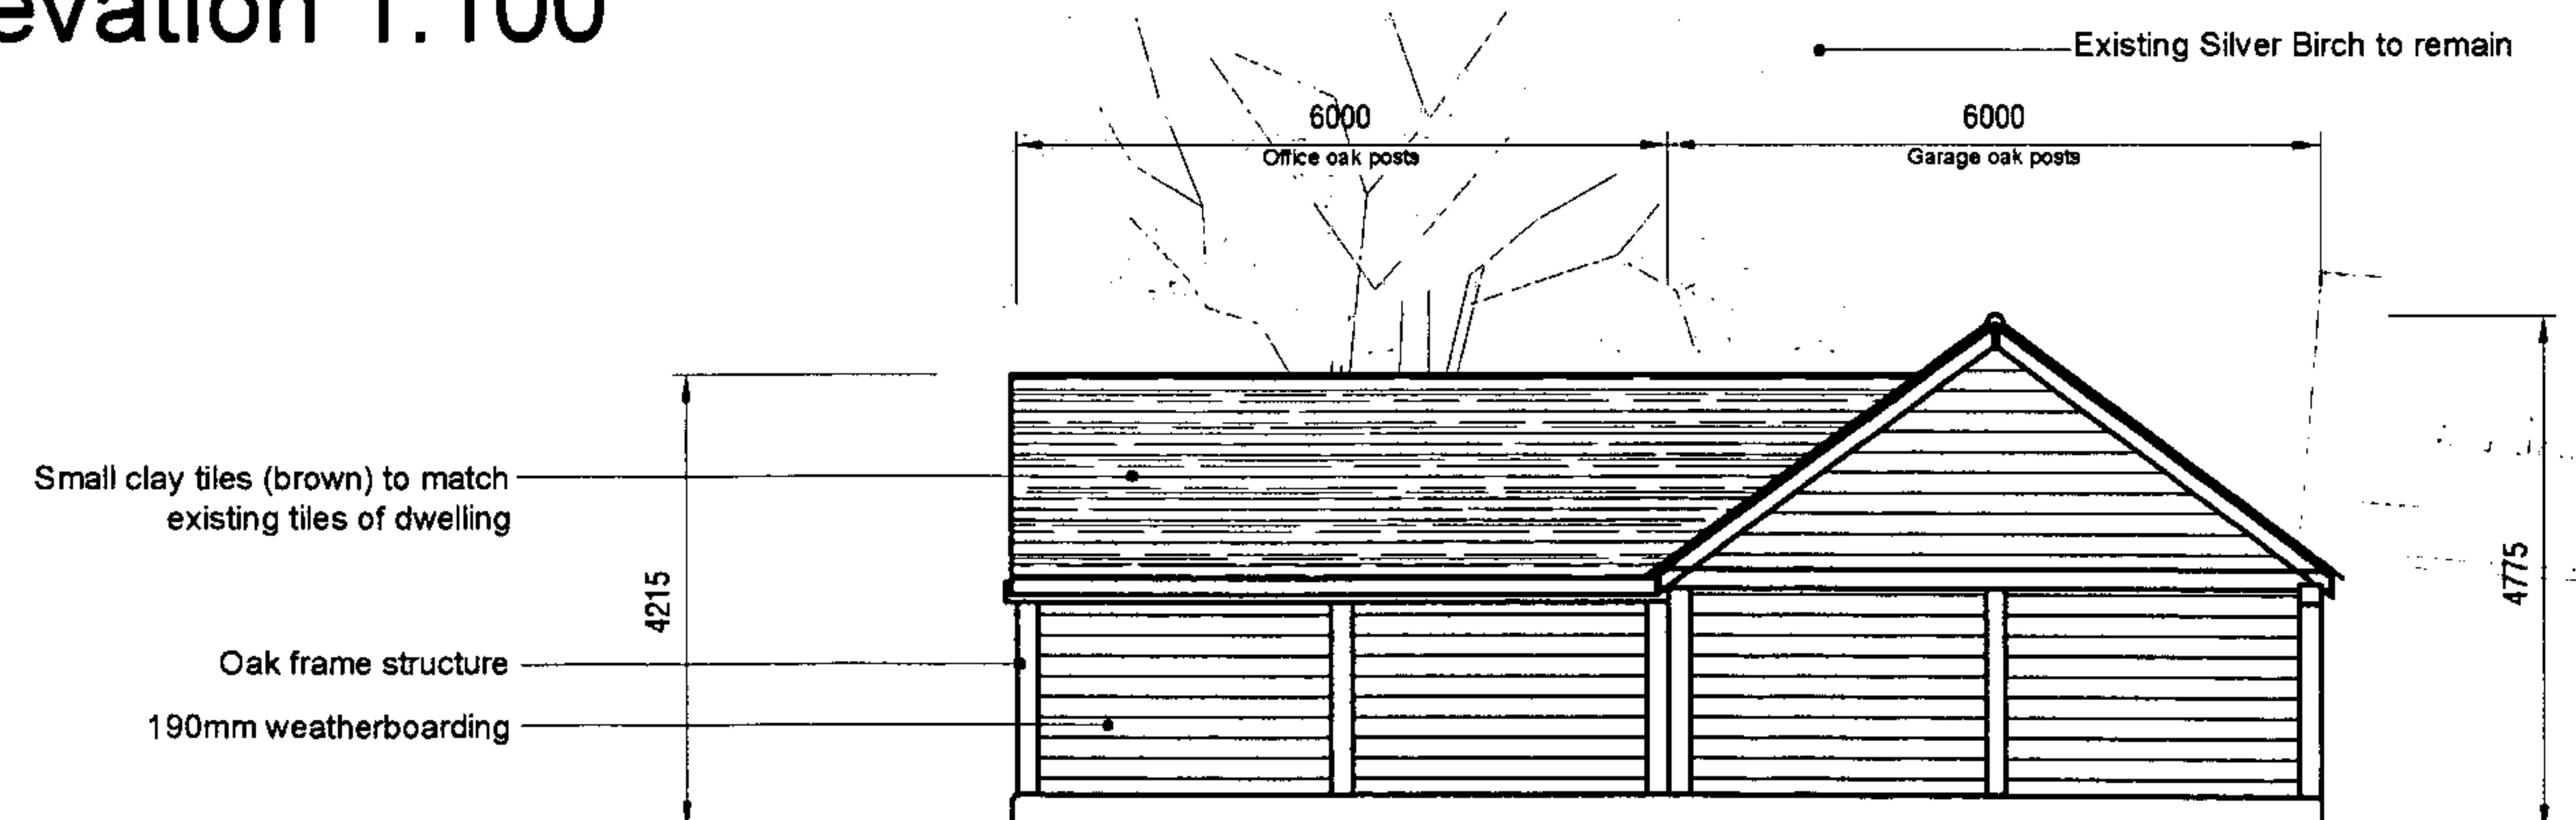 evation 1:100
Existing Silver Birch to remain
6000
6000
Office oak posts
Garage oak posts
Small clay tiles (brown) to match
existing tiles of dwelling
4215
4775
Oak frame structure
190mm weatherboarding